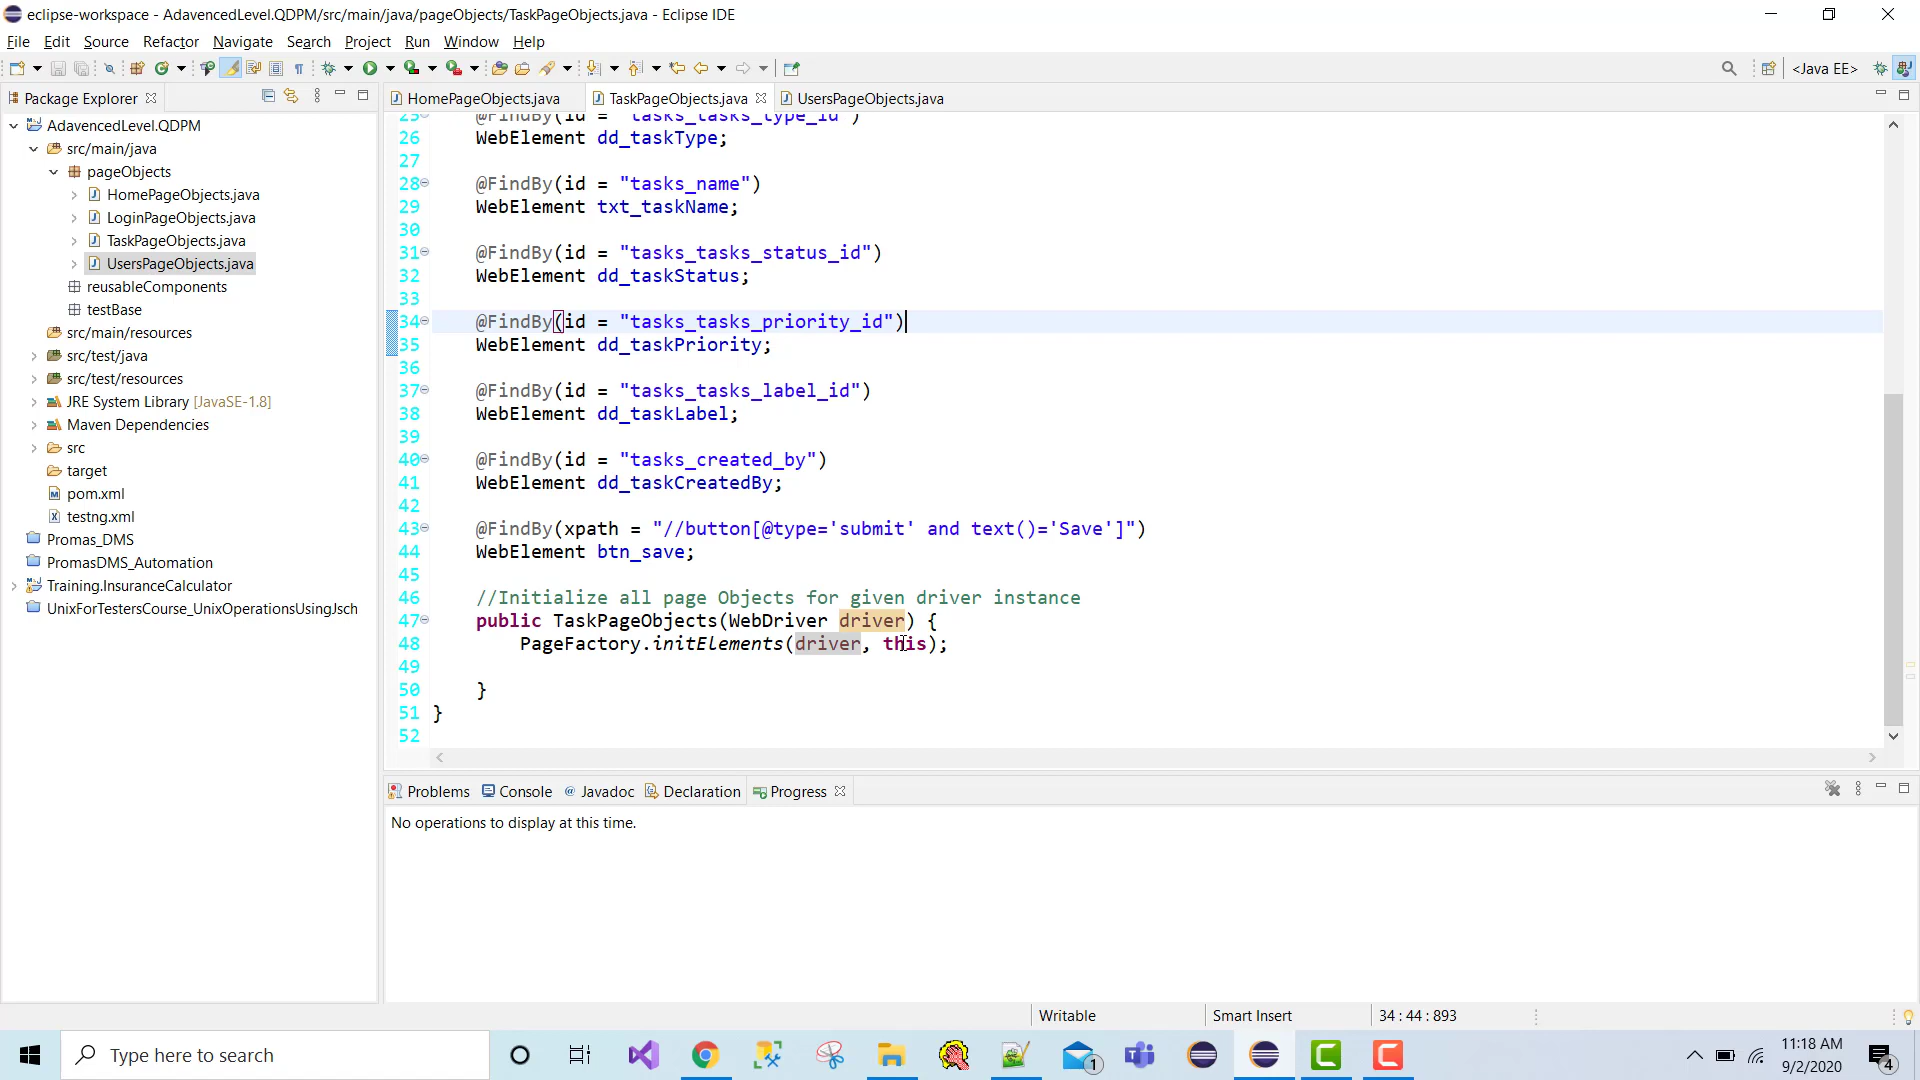 eclipse-workspace - AdavencedLevel.QDPM/src/main/java/pageObjects/TaskPageObjects.java - Eclipse IDE
File Edit Source Refactor Navigate Search Project Run Window Help
<Java EE>
Package Explorer
HomePageObjects.java TaskPageObjects.java UsersPageObjects.java
AdavencedLevel.QDPM
src/main/java
pageObjects
HomePageObjects.java
LoginPageObjects.java
TaskPageObjects.java
UsersPageObjects.java
reusableComponents
testBase
src/main/resources
src/test/java
src/test/resources
JRE System Library [JavaSE-1.8]
Maven Dependencies
src
target
pom.xml
testng.xml
Promas_DMS
PromasDMS_Automation
Training.InsuranceCalculator
UnixForTestersCourse_UnixOperationsUsingJsch
25 @FindBy(id = "tasks_tasks_type_id")
26 WebElement dd_taskType;
27
28 @FindBy(id = "tasks_name")
29 WebElement txt_taskName;
30
31 @FindBy(id = "tasks_tasks_status_id")
32 WebElement dd_taskStatus;
33
34 @FindBy(id = "tasks_tasks_priority_id")
35 WebElement dd_taskPriority;
36
37 @FindBy(id = "tasks_tasks_label_id")
38 WebElement dd_taskLabel;
39
40 @FindBy(id = "tasks_created_by")
41 WebElement dd_taskCreatedBy;
42
43 @FindBy(xpath = "//button[@type='submit' and text()='Save']")
44 WebElement btn_save;
45
46 //Initialize all page Objects for given driver instance
47 public TaskPageObjects(WebDriver driver) {
48 PageFactory.initElements(driver, this);
49
50 }
51 }
52
Problems Console Javadoc Declaration Progress
No operations to display at this time.
Writable Smart Insert 34 : 44 : 893
Type here to search
1
11:18 AM
9/2/2020
4